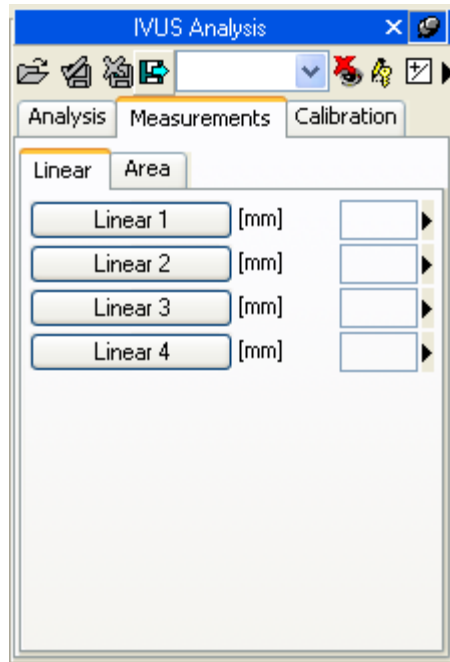 IVUS Analysis
Analysis Measurements Calibration
Linear Area
Linear 1 [mm]
Linear 2 [mm]
Linear 3 [mm]
Linear 4 [mm]